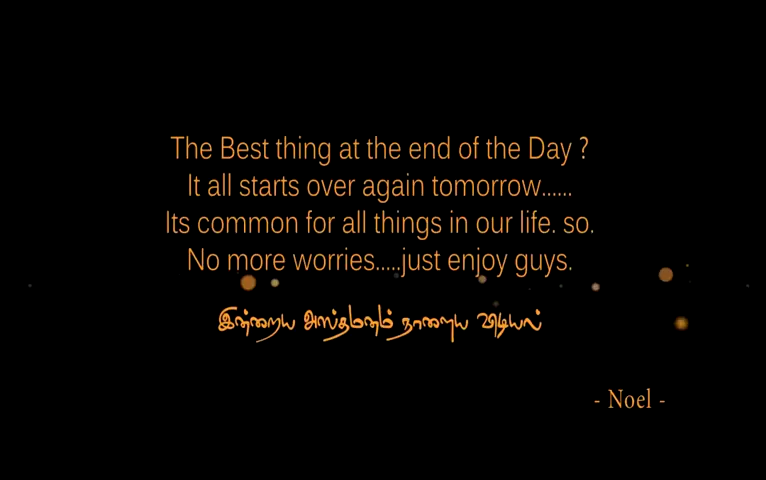 The Best thing at the end of the Day ?
It all starts over again tomorrow......
Its common for all things in our life. so.
No more worries.....just enjoy guys.
இன்றைய அஸ்தமனம் நாளைய விடியல்
- Noel -